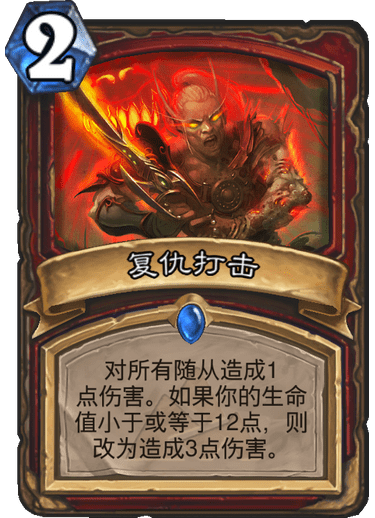 2
复仇打击
对所有随从造成1
点伤害。如果你的生命
值小于或等于12点，则
改为造成3点伤害。